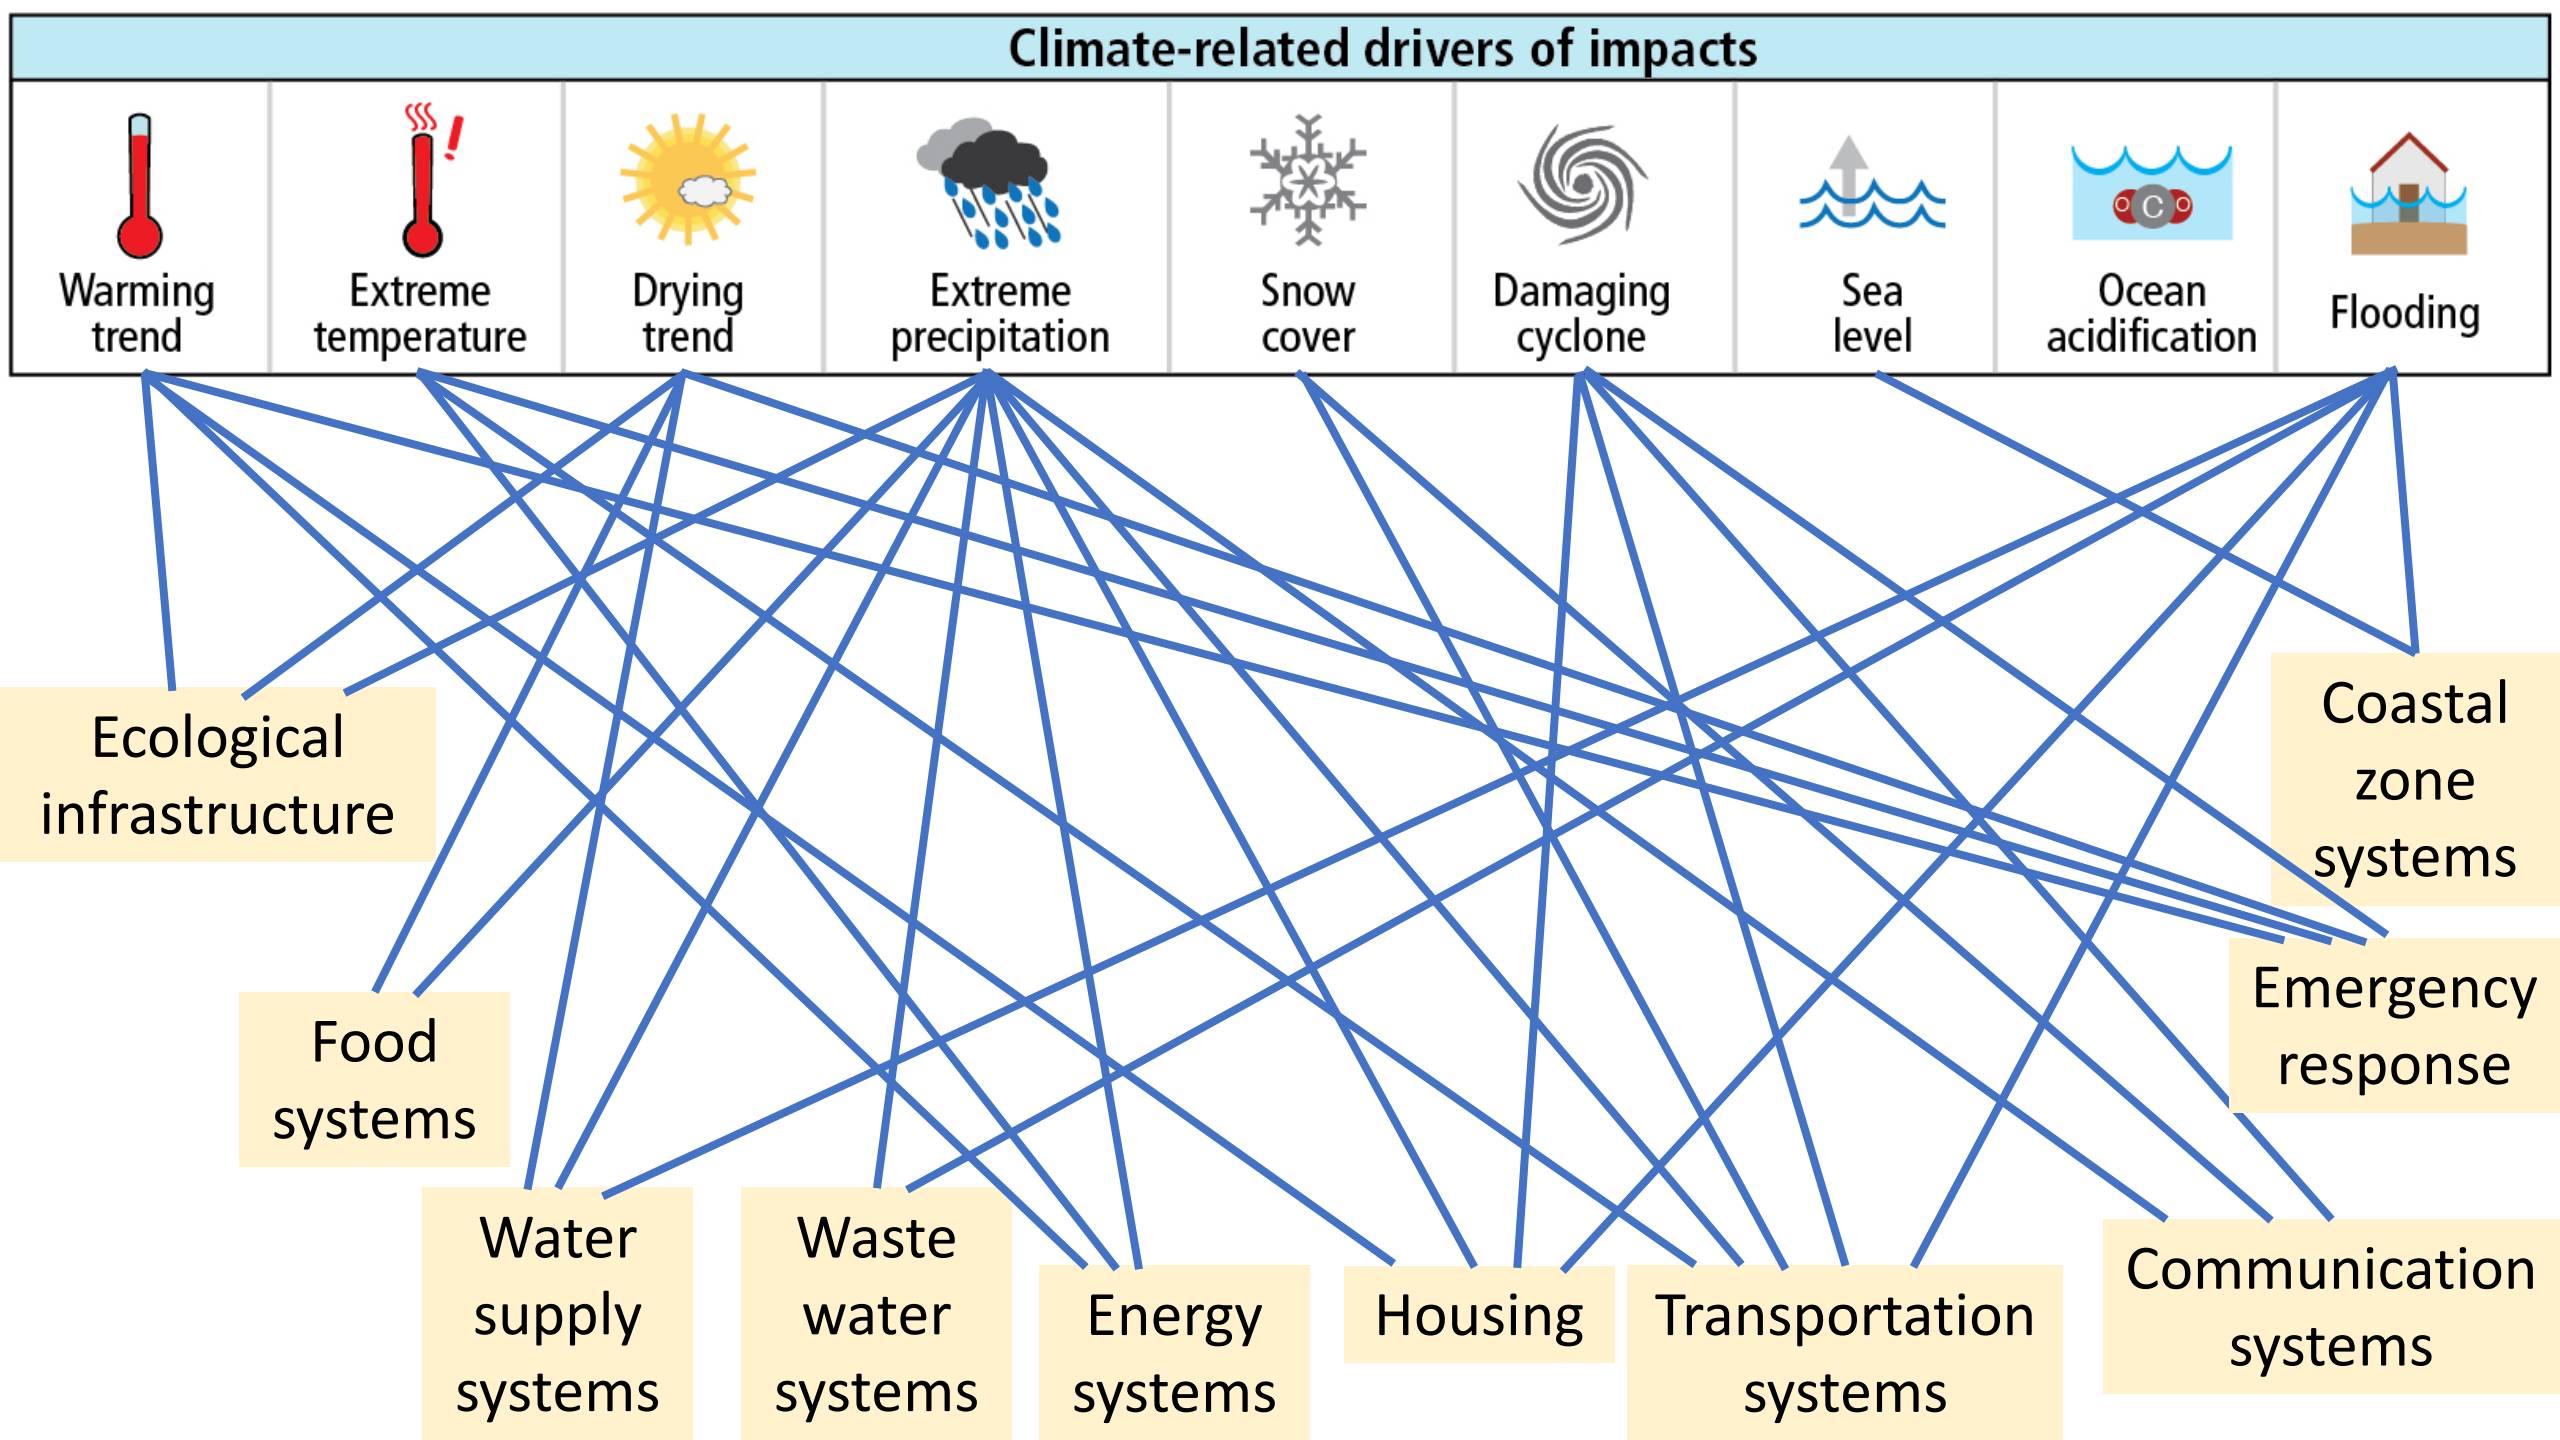 Climate-related drivers of impacts
Warming
trend
Extreme
temperature
Drying
trend
Extreme
precipitation
Snow
cover
Damaging
cyclone
Sea
level
O C O
Ocean
acidification
Flooding
Ecological
infrastructure
Coastal
zone
systems
Food
systems
Emergency
response
Water
supply
systems
Waste
water
systems
Energy
systems
Housing
Transportation
systems
Communication
systems